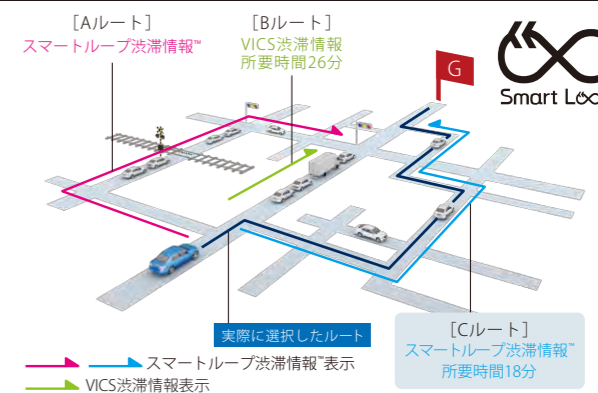 [Aルート]
スマートループ渋滞情報™
[Bルート]
VICS渋滞情報
所要時間26分
G
Smart Loop
実際に選択したルート
[Cルート]
スマートループ渋滞情報™
所要時間18分
スマートループ渋滞情報™表示
VICS渋滞情報表示